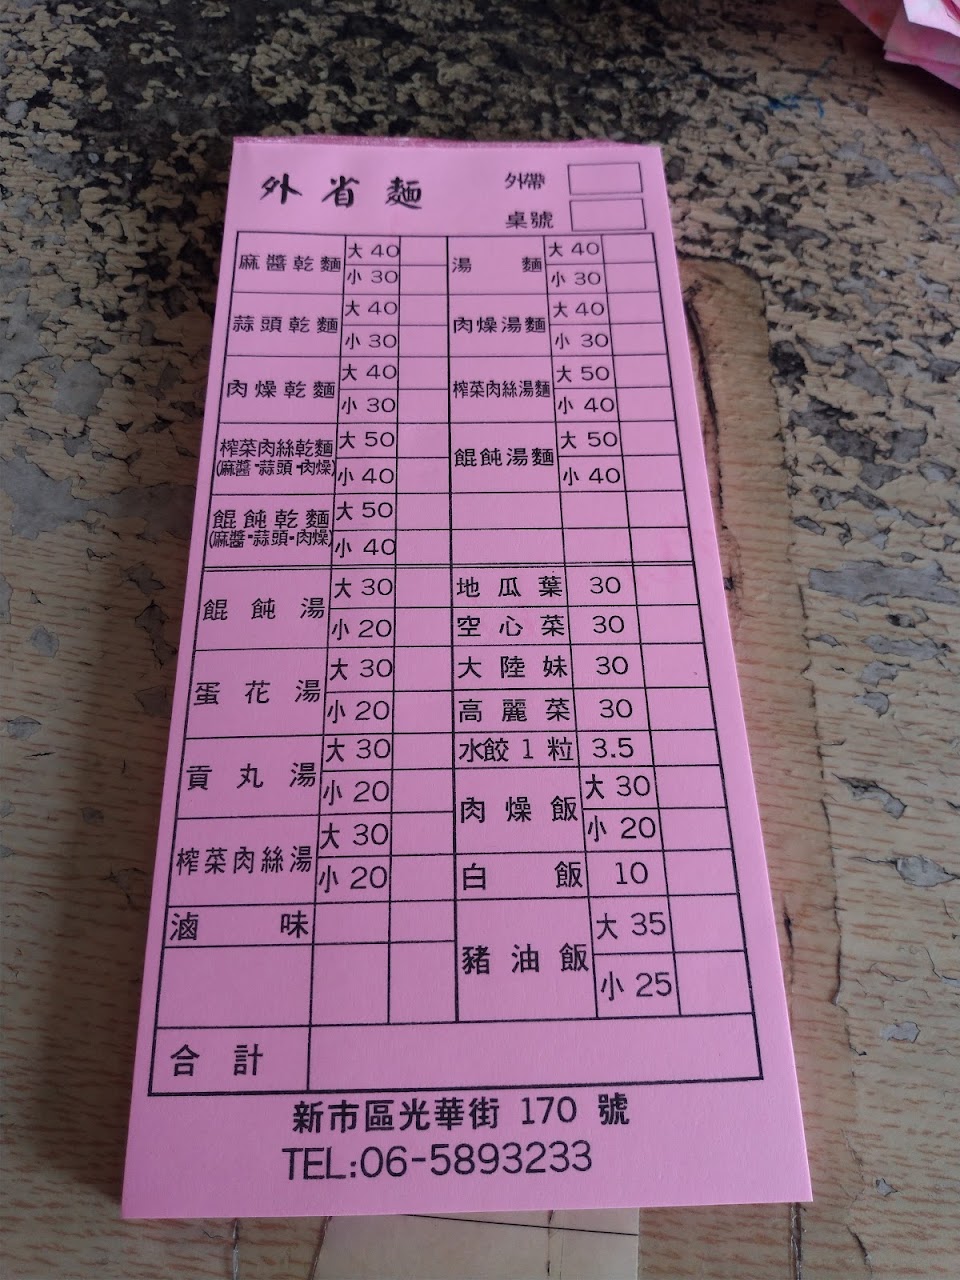 外省麵
外帶
桌號
麻醬乾麵 大 40 湯麵 大 40
小 30 小 30
蒜頭乾麵 大 40 肉燥湯麵 大 40
小 30 小 30
肉燥乾麵 大 40 榨菜肉絲湯麵 大 50
小 30 小 40
榨菜肉絲乾麵 大 50 餛飩湯麵 大 50
(麻醬-蒜頭-肉燥) 小 40 小 40
餛飩乾麵 大 50
(麻醬-蒜頭-肉燥) 小 40
餛飩湯 大 30 地瓜葉 30
小 20 空心菜 30
蛋花湯 大 30 大陸妹 30
小 20 高麗菜 30
貢丸湯 大 30 水餃1粒 3.5
小 20 肉燥飯 大 30
榨菜肉絲湯 大 30 小 20
小 20 白飯 10
滷味 豬油飯 大 35
小 25
合計
新市區光華街 170 號
TEL:06-5893233